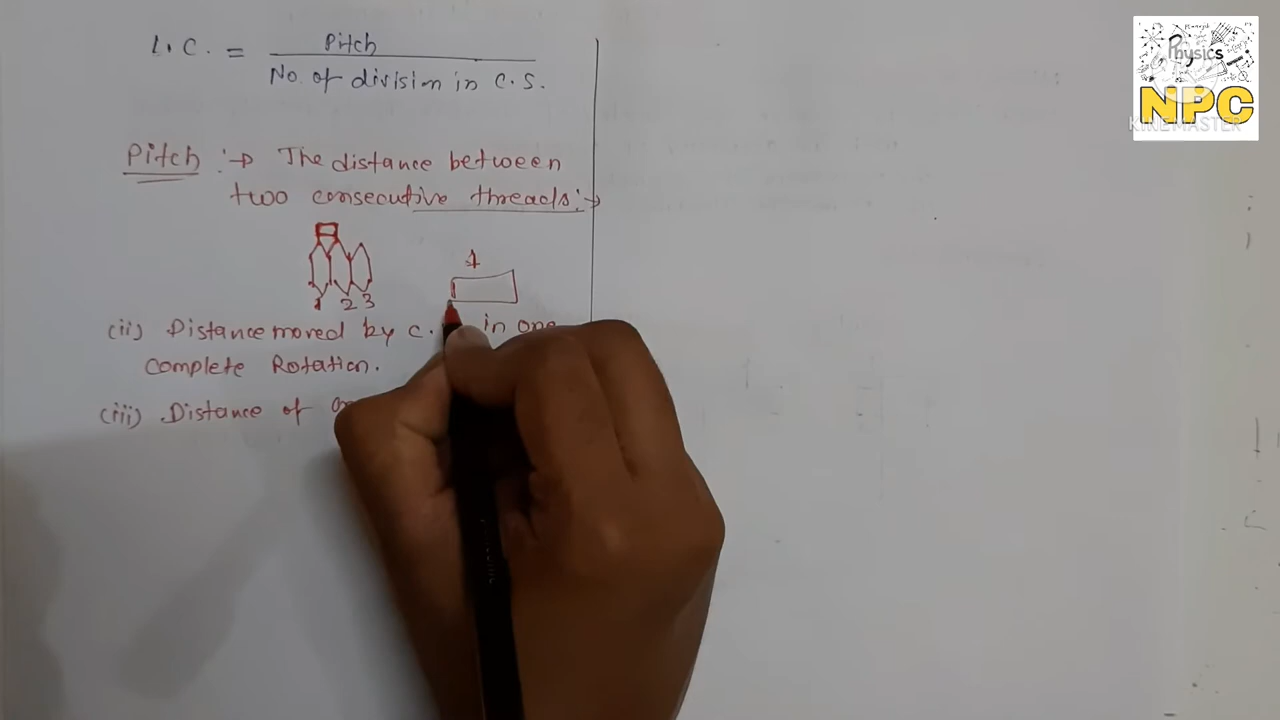 L.C. = Pitch
No. of division in C.S.
Pitch :→ The distance between
two consecutive threads:→
1 2 3
1
(ii) Distance moved by c. in one
Complete Rotation.
(iii) Distance of
Physics
NPC
KINEMASTER